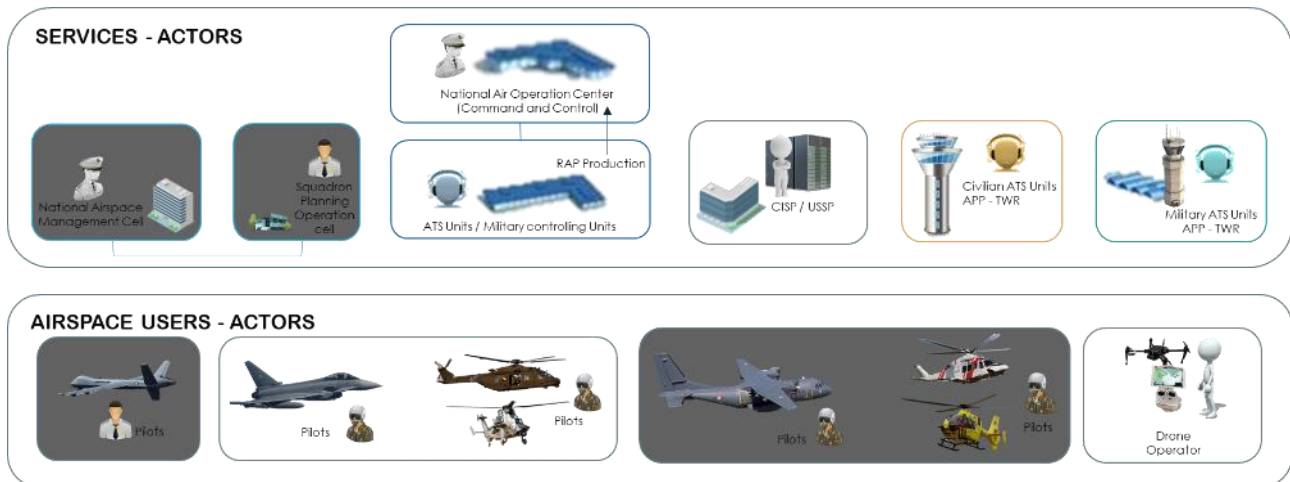 SERVICES - ACTORS
National Air Operation Center
(Command and Control)
RAP Production
National Airspace
Management Cell
Squadron
Planning
Operation
cell
ATS Units / Military controlling Units
CISP / USSP
Civilian ATS Units
APP - TWR
Military ATS Units
APP - TWR
AIRSPACE USERS - ACTORS
Pilots
Pilots
Pilots
Pilots
Pilots
Drone
Operator